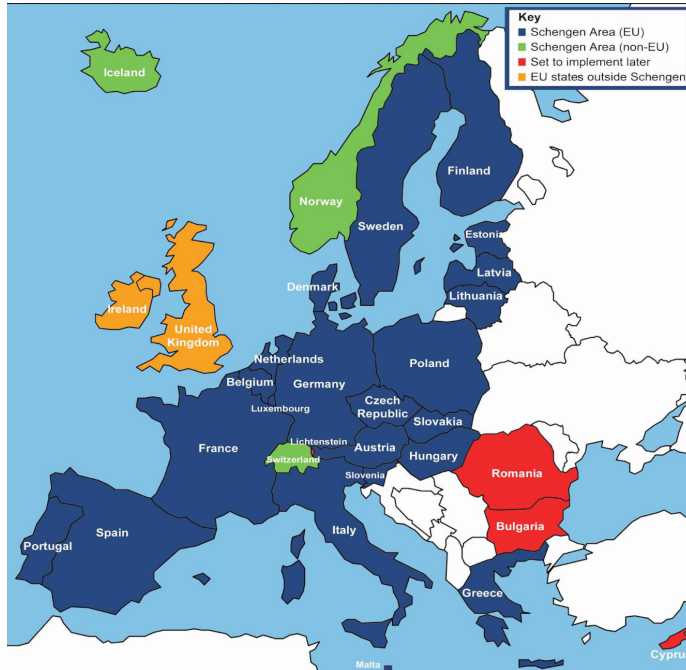 Key
Schengen Area (EU)
Schengen Area (non-EU)
Set to implement later
EU states outside Schengen
Iceland
Norway
Finland
Sweden
Estonia
Latvia
Lithuania
Denmark
Ireland
United
Kingdom
Netherlands
Belgium
Germany
Poland
Luxembourg
Czech
Republic
Slovakia
France
Lichtenstein
Switzerland
Austria
Hungary
Slovenia
Romania
Bulgaria
Italy
Spain
Portugal
Greece
Malta
Cyprus